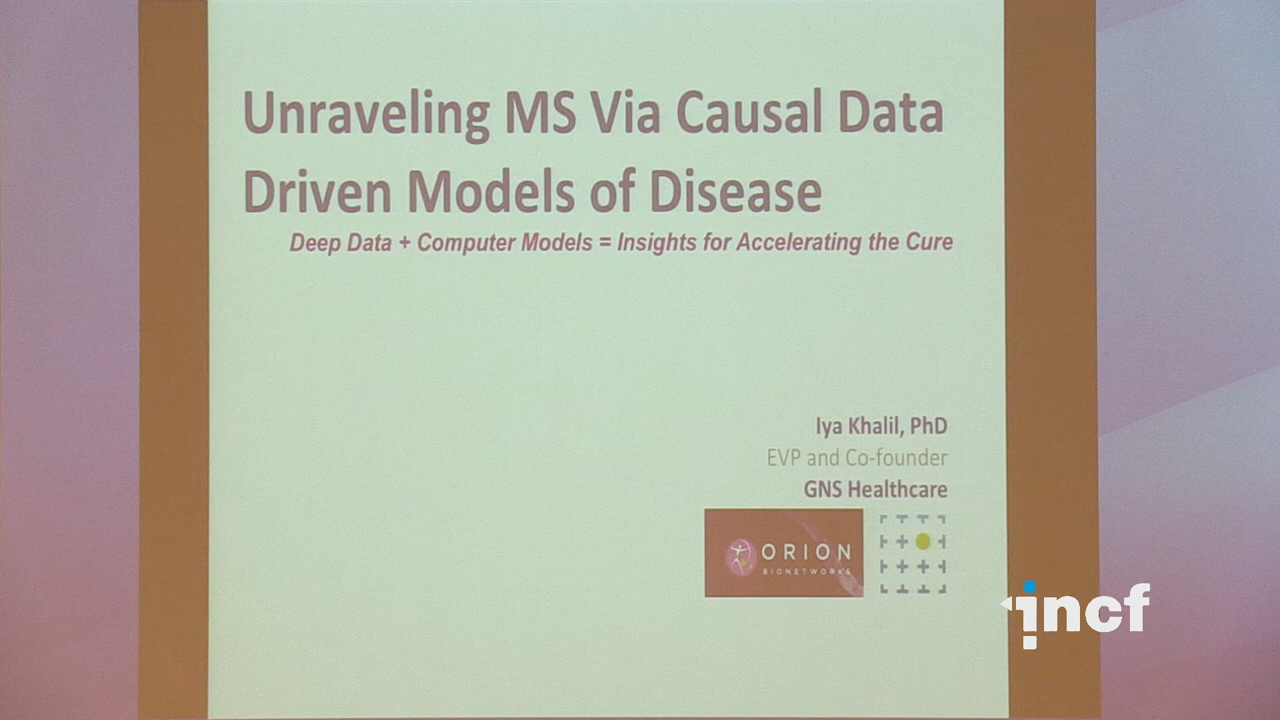 Unraveling MS Via Causal Data
Driven Models of Disease
Deep Data + Computer Models = Insights for Accelerating the Cure
Iya Khalil, PhD
EVP and Co-founder
GNS Healthcare
ORION
BIONETWORKS
incf